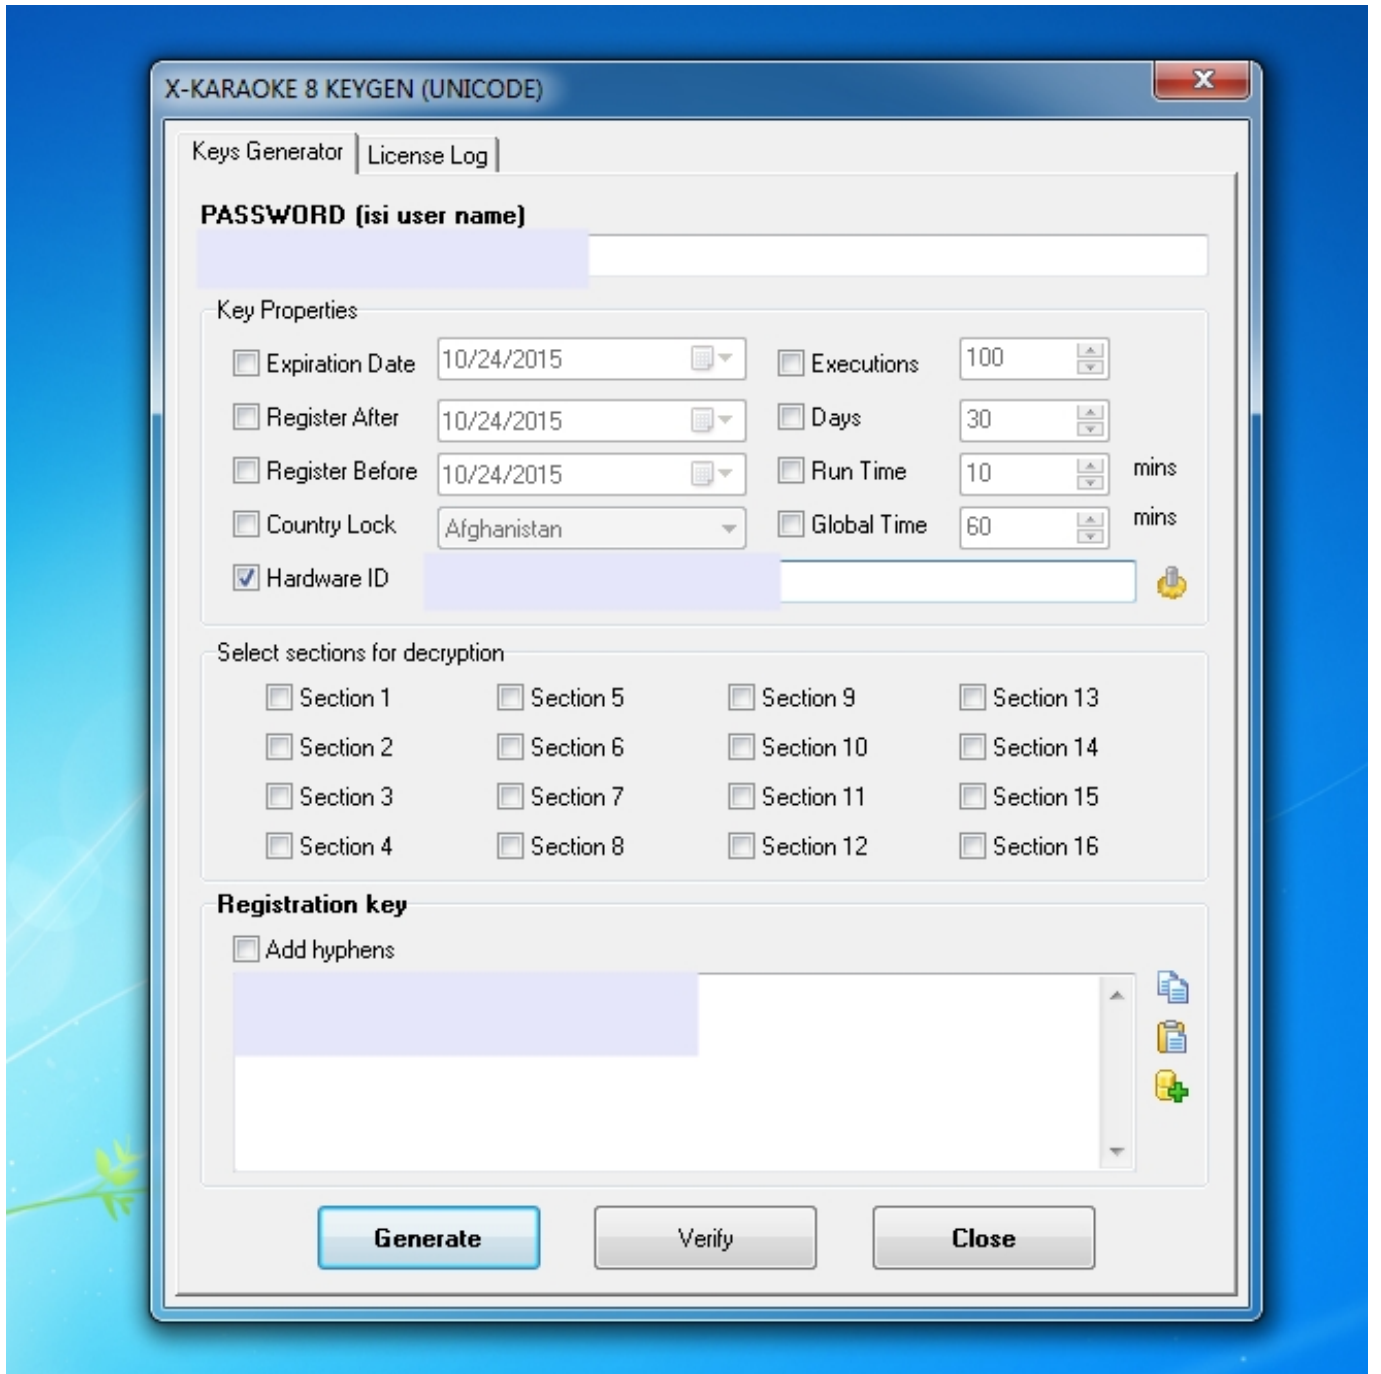 X-KARAOKE 8 KEYGEN (UNICODE)
X
Keys Generator License Log
PASSWORD (isi user name)
Key Properties
Expiration Date 10/24/2015 Executions 100
Register After 10/24/2015 Days 30
Register Before 10/24/2015 Run Time 10 mins
Country Lock Afghanistan Global Time 60 mins
Hardware ID
Select sections for decryption
Section 1 Section 5 Section 9 Section 13
Section 2 Section 6 Section 10 Section 14
Section 3 Section 7 Section 11 Section 15
Section 4 Section 8 Section 12 Section 16
Registration key
Add hyphens
Generate Verify Close